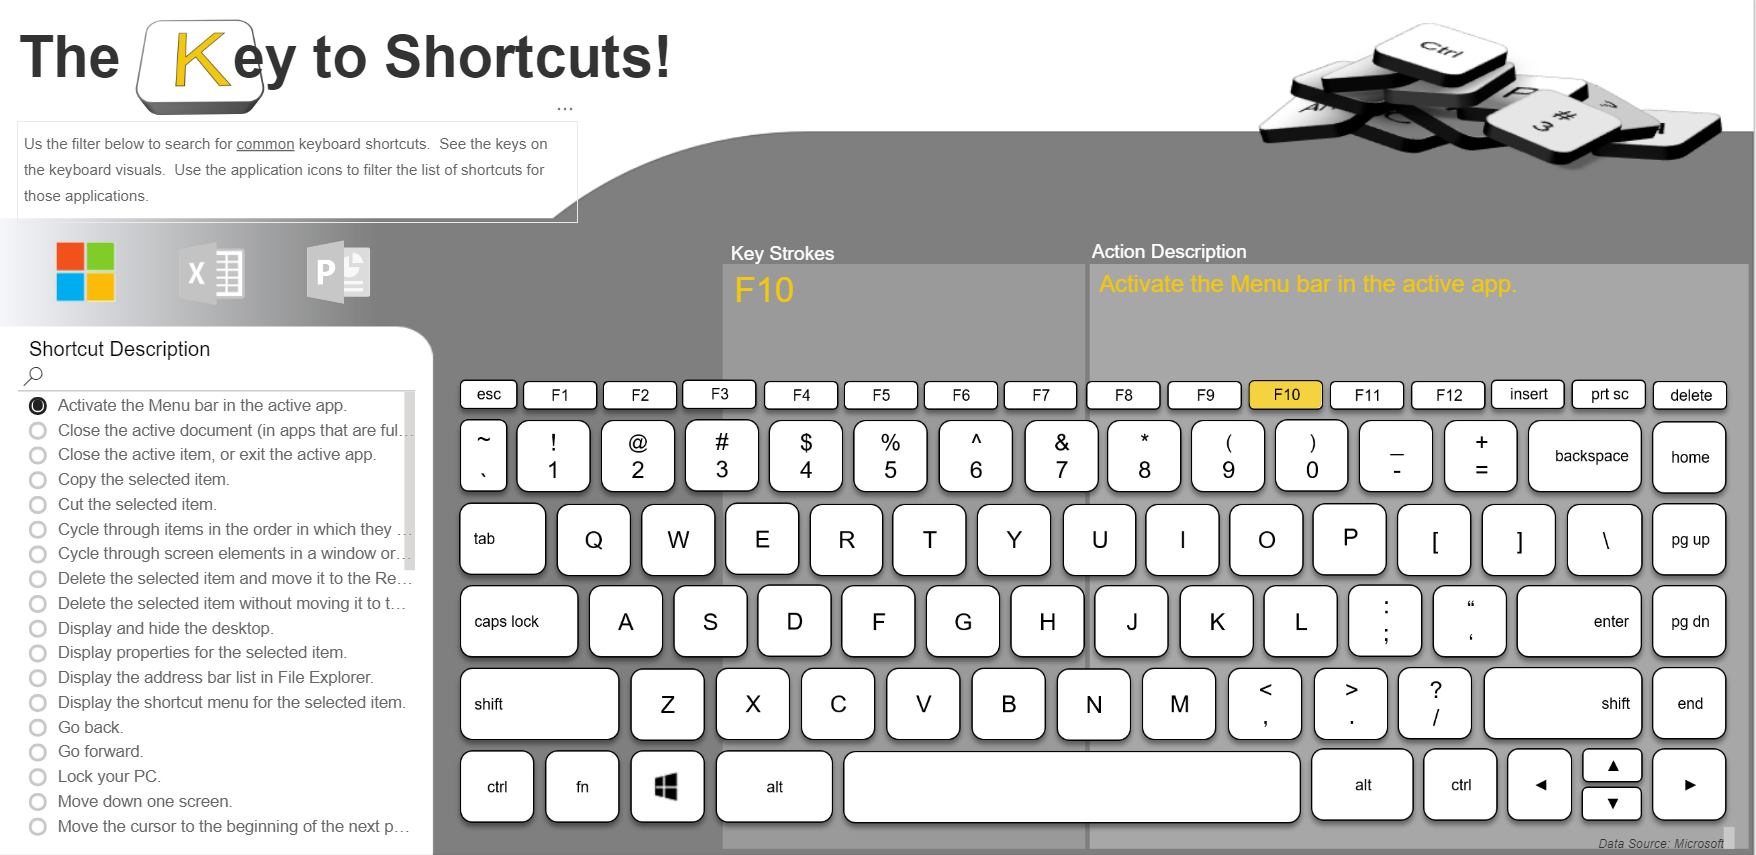 The Key to Shortcuts!
Ctrl
P
#
3
C
...
Us the filter below to search for common keyboard shortcuts.  See the keys on
the keyboard visuals.  Use the application icons to filter the list of shortcuts for
those applications.
X
P
Key Strokes
Action Description
F10
Activate the Menu bar in the active app.
Shortcut Description
Activate the Menu bar in the active app.
Close the active document (in apps that are ful...
Close the active item, or exit the active app.
Copy the selected item.
Cut the selected item.
Cycle through items in the order in which they ...
Cycle through screen elements in a window or...
Delete the selected item and move it to the Re...
Delete the selected item without moving it to t...
Display and hide the desktop.
Display properties for the selected item.
Display the address bar list in File Explorer.
Display the shortcut menu for the selected item.
Go back.
Go forward.
Lock your PC.
Move down one screen.
Move the cursor to the beginning of the next p...
esc F1 F2 F3 F4 F5 F6 F7 F8 F9 F10 F11 F12 insert prt sc delete
~ ! @ # $ % ^ & * ( ) _ +
` 1 2 3 4 5 6 7 8 9 0 - = backspace home
tab Q W E R T Y U I O P [ ] \ pg up
caps lock A S D F G H J K L : ; “ ‘ enter pg dn
shift Z X C V B N M < , > . ? / shift end
ctrl fn alt alt ctrl ◄ ▲ ▼ ►
Data Source: Microsoft